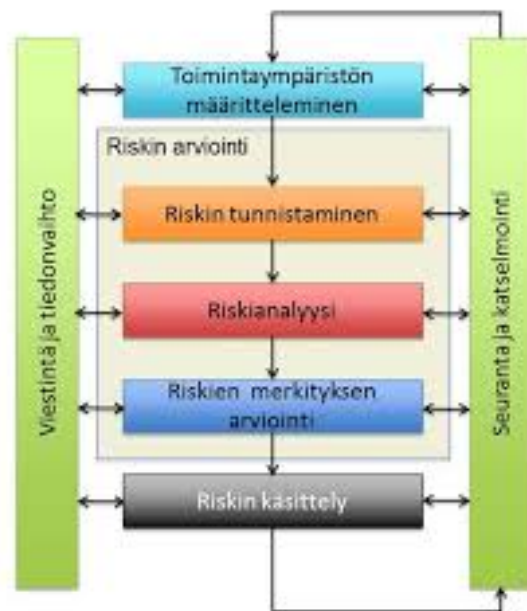 Toimintaympäristön
määritteleminen
Riskin arviointi
Riskin tunnistaminen
Riskianalyysi
Riskien merkityksen
arviointi
Riskin käsittely
Viestintä ja tiedonvaihto
Seuranta ja katselmointi